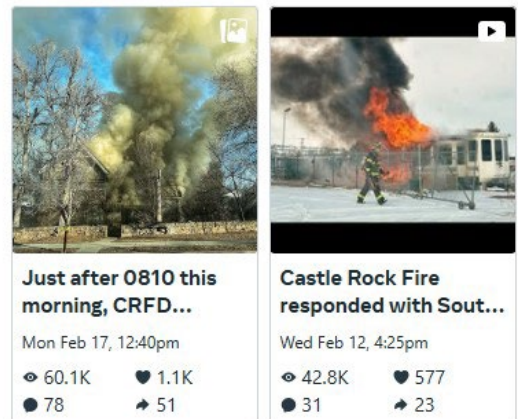 Just after 0810 this
morning, CRFD...
Mon Feb 17, 12:40pm
60.1K 1.1K
78 51
Castle Rock Fire
responded with Sout...
Wed Feb 12, 4:25pm
42.8K 577
31 23